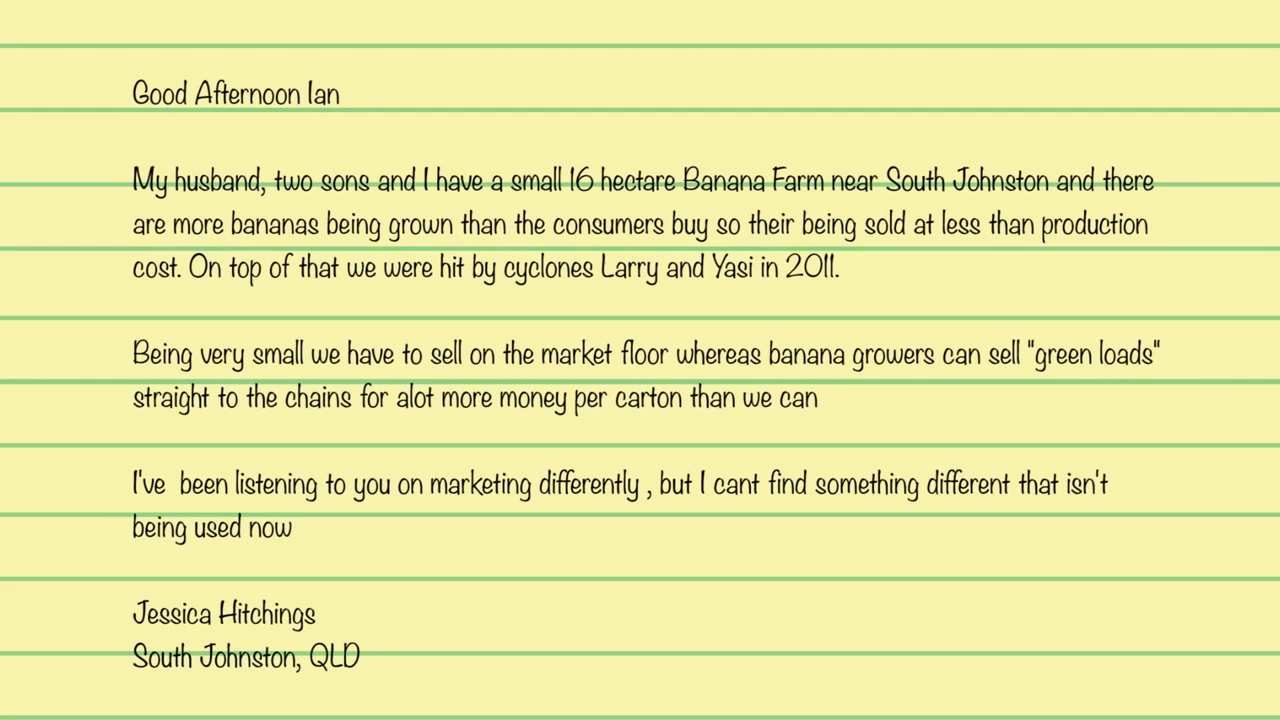 Good Afternoon Ian
My husband, two sons and I have a small 16 hectare Banana Farm near South Johnston and there
are more bananas being grown than the consumers buy so their being sold at less than production
cost. On top of that we were hit by cyclones Larry and Yasi in 2011.
Being very small we have to sell on the market floor whereas banana growers can sell "green loads"
straight to the chains for alot more money per carton than we can
I've  been listening to you on marketing differently , but I cant find something different that isn't
being used now
Jessica Hitchings
South Johnston, QLD